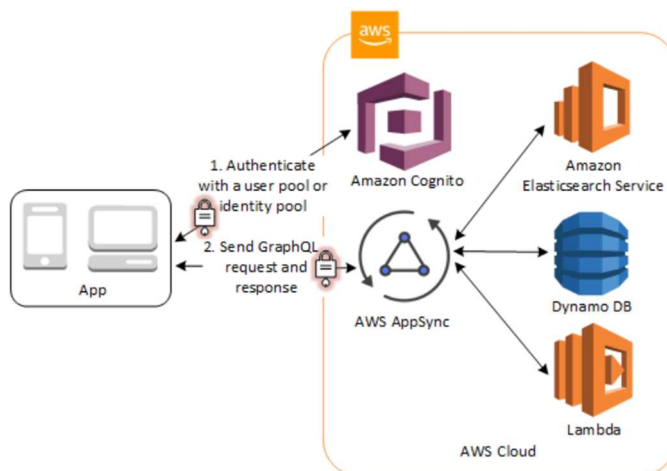 aws
1. Authenticate
with a user pool or
identity pool
Amazon Cognito
Amazon
Elasticsearch Service
2. Send GraphQL
request and
response
App
AWS AppSync
Dynamo DB
Lambda
AWS Cloud